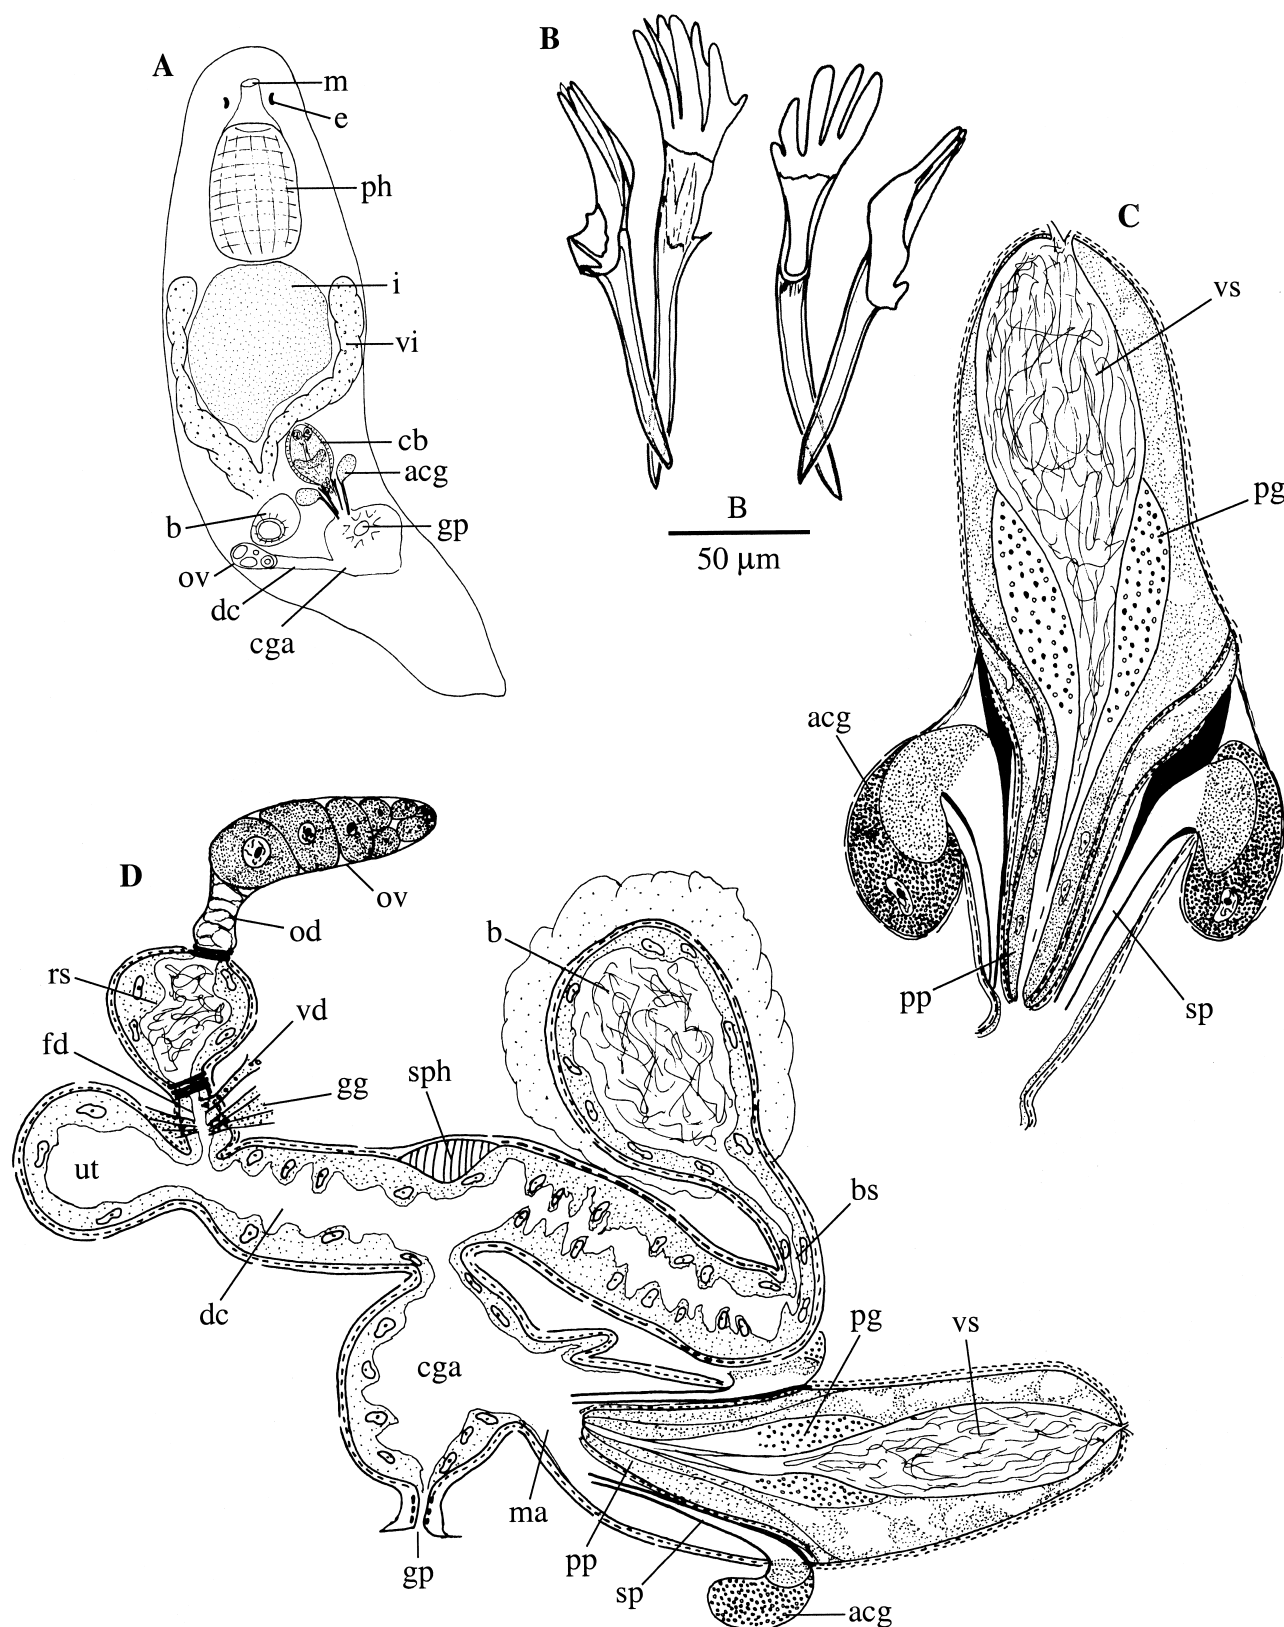 A
m
e
ph
i
vi
cb
acg
b
gp
ov
dc
cga
B
B
50 µm
C
vs
pg
acg
pp
sp
D
ov
od
rs
vd
fd
gg
sph
b
ut
bs
dc
cga
pg
vs
ma
pp
gp
sp
acg